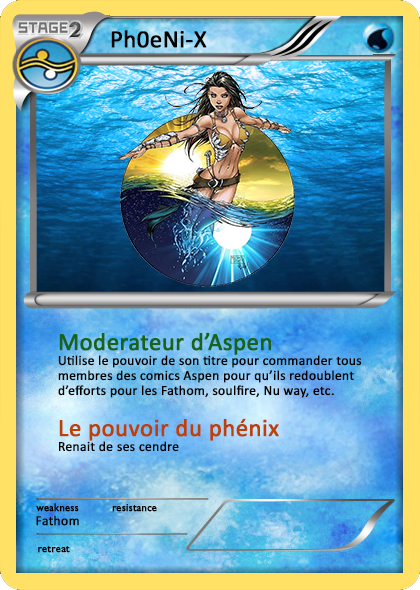 STAGE2
Ph0eNi-X
Moderateur d'Aspen
Utilise le pouvoir de son titre pour commander tous
membres des comics Aspen pour qu'ils redoublent
d'efforts pour les Fathom, soulfire, Nu way, etc.
Le pouvoir du phénix
Renait de ses cendre
weakness resistance
Fathom
retreat